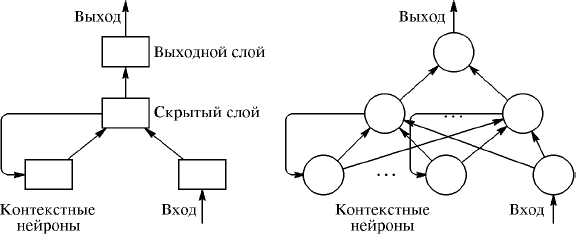 Выход
Выходной слой
Скрытый слой
Контекстные
нейроны
Вход
Выход
...
...
Контекстные
нейроны
Вход